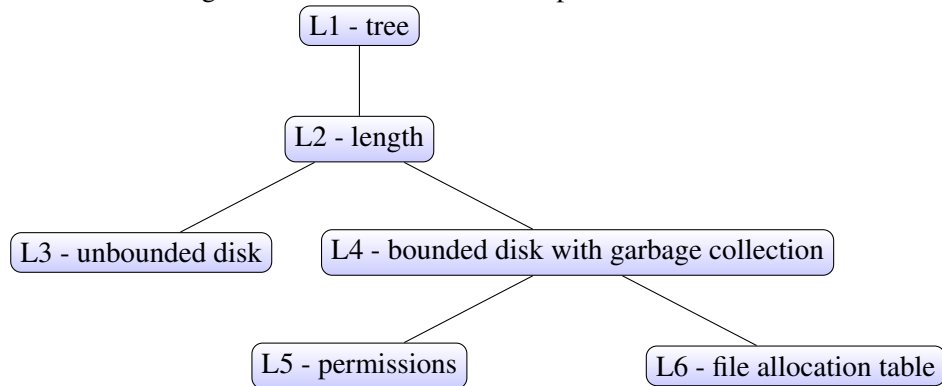 L1 - tree
L2 - length
L3 - unbounded disk
L4 - bounded disk with garbage collection
L5 - permissions
L6 - file allocation table